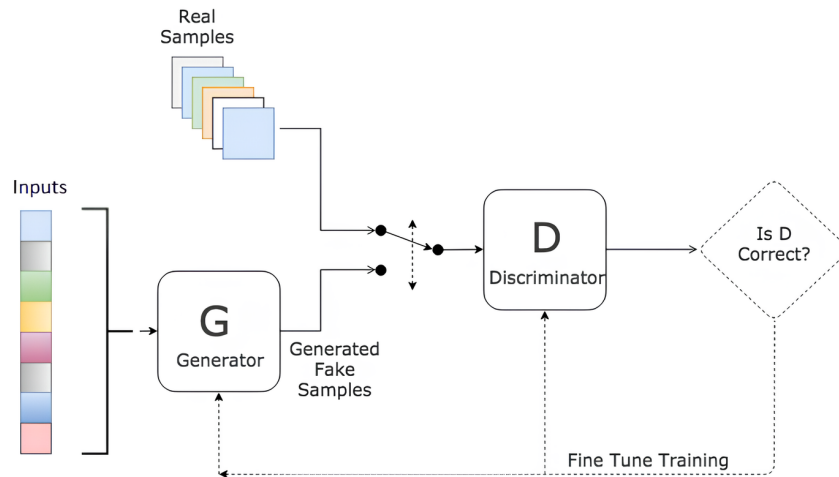 Real
Samples
Inputs
G
Generator
Generated
Fake
Samples
D
Discriminator
Is D
Correct?
Fine Tune Training